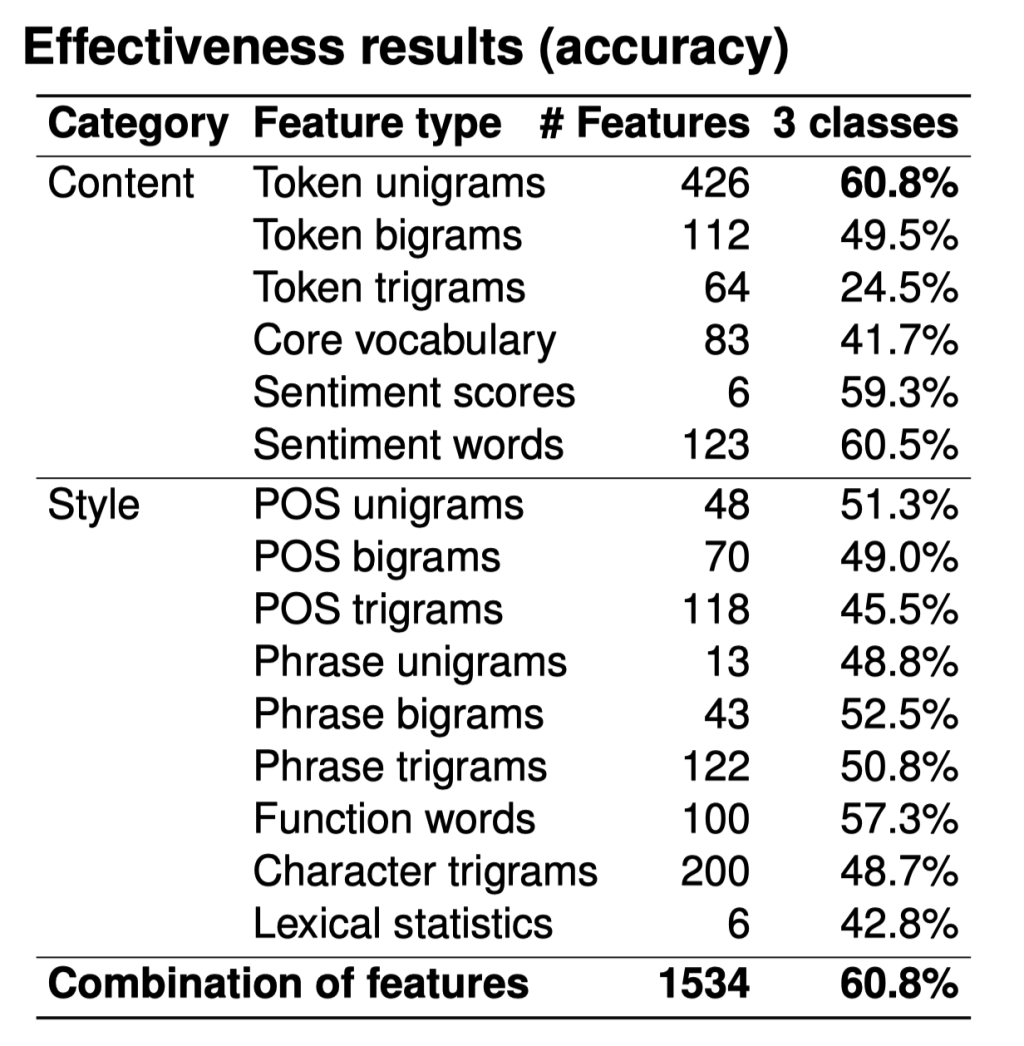 Effectiveness results (accuracy)
Category Feature type # Features 3 classes
Content Token unigrams 426 60.8%
Token bigrams 112 49.5%
Token trigrams 64 24.5%
Core vocabulary 83 41.7%
Sentiment scores 6 59.3%
Sentiment words 123 60.5%
Style POS unigrams 48 51.3%
POS bigrams 70 49.0%
POS trigrams 118 45.5%
Phrase unigrams 13 48.8%
Phrase bigrams 43 52.5%
Phrase trigrams 122 50.8%
Function words 100 57.3%
Character trigrams 200 48.7%
Lexical statistics 6 42.8%
Combination of features 1534 60.8%